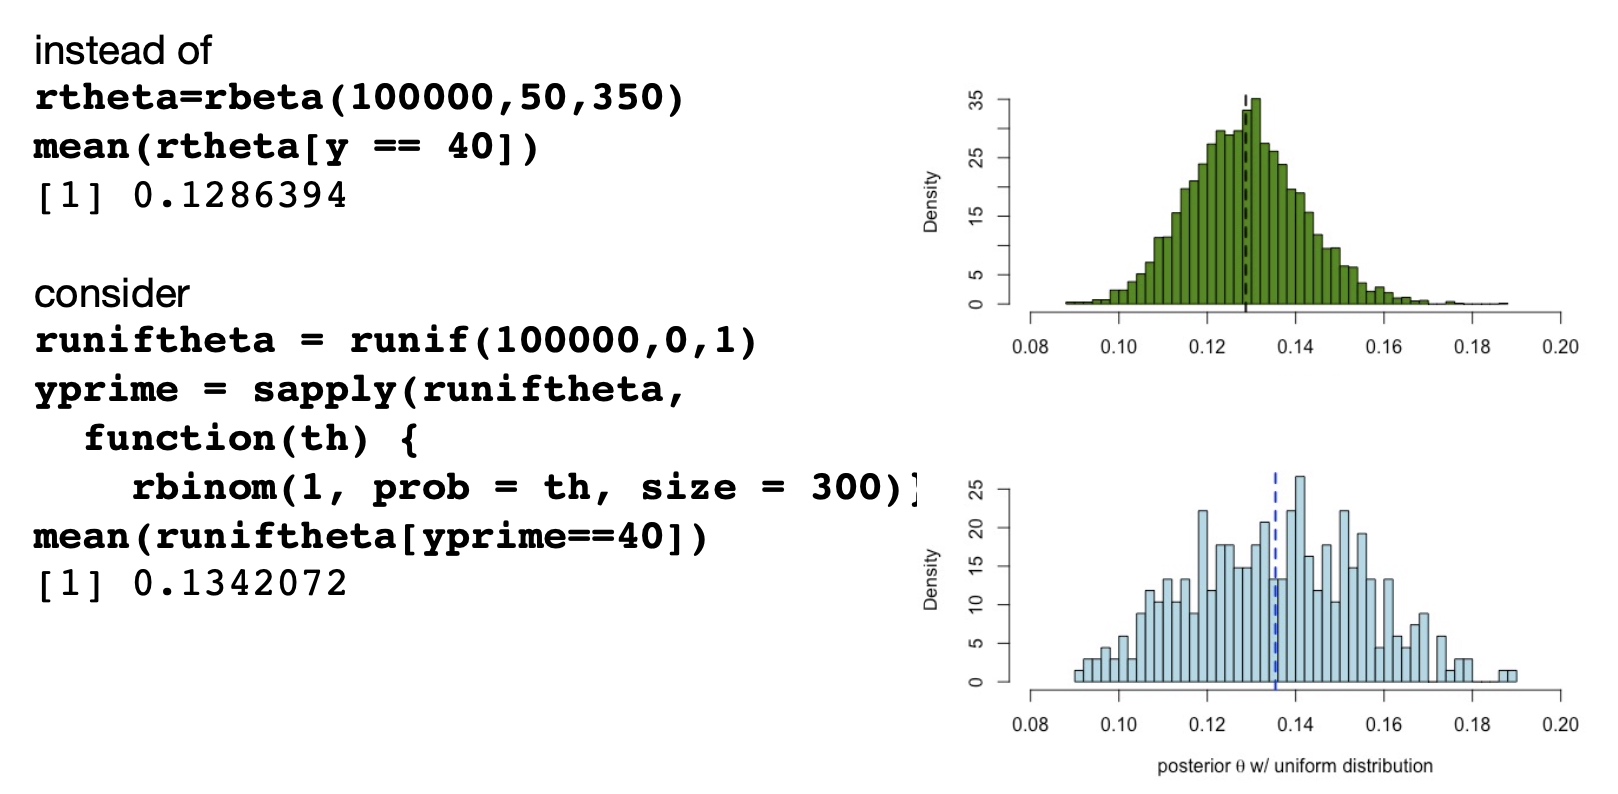 instead of
rtheta=rbeta(100000,50,350)
mean(rtheta[y == 40])
[1] 0.1286394
consider
runiftheta = runif(100000,0,1)
yprime = sapply(runiftheta,
function(th) {
rbinom(1, prob = th, size = 300)}
mean(runiftheta[yprime==40])
[1] 0.1342072
Density
35
25
15
5
0
0.08 0.10 0.12 0.14 0.16 0.18 0.20
Density
25
20
15
10
5
0
0.08 0.10 0.12 0.14 0.16 0.18 0.20
posterior θ w/ uniform distribution